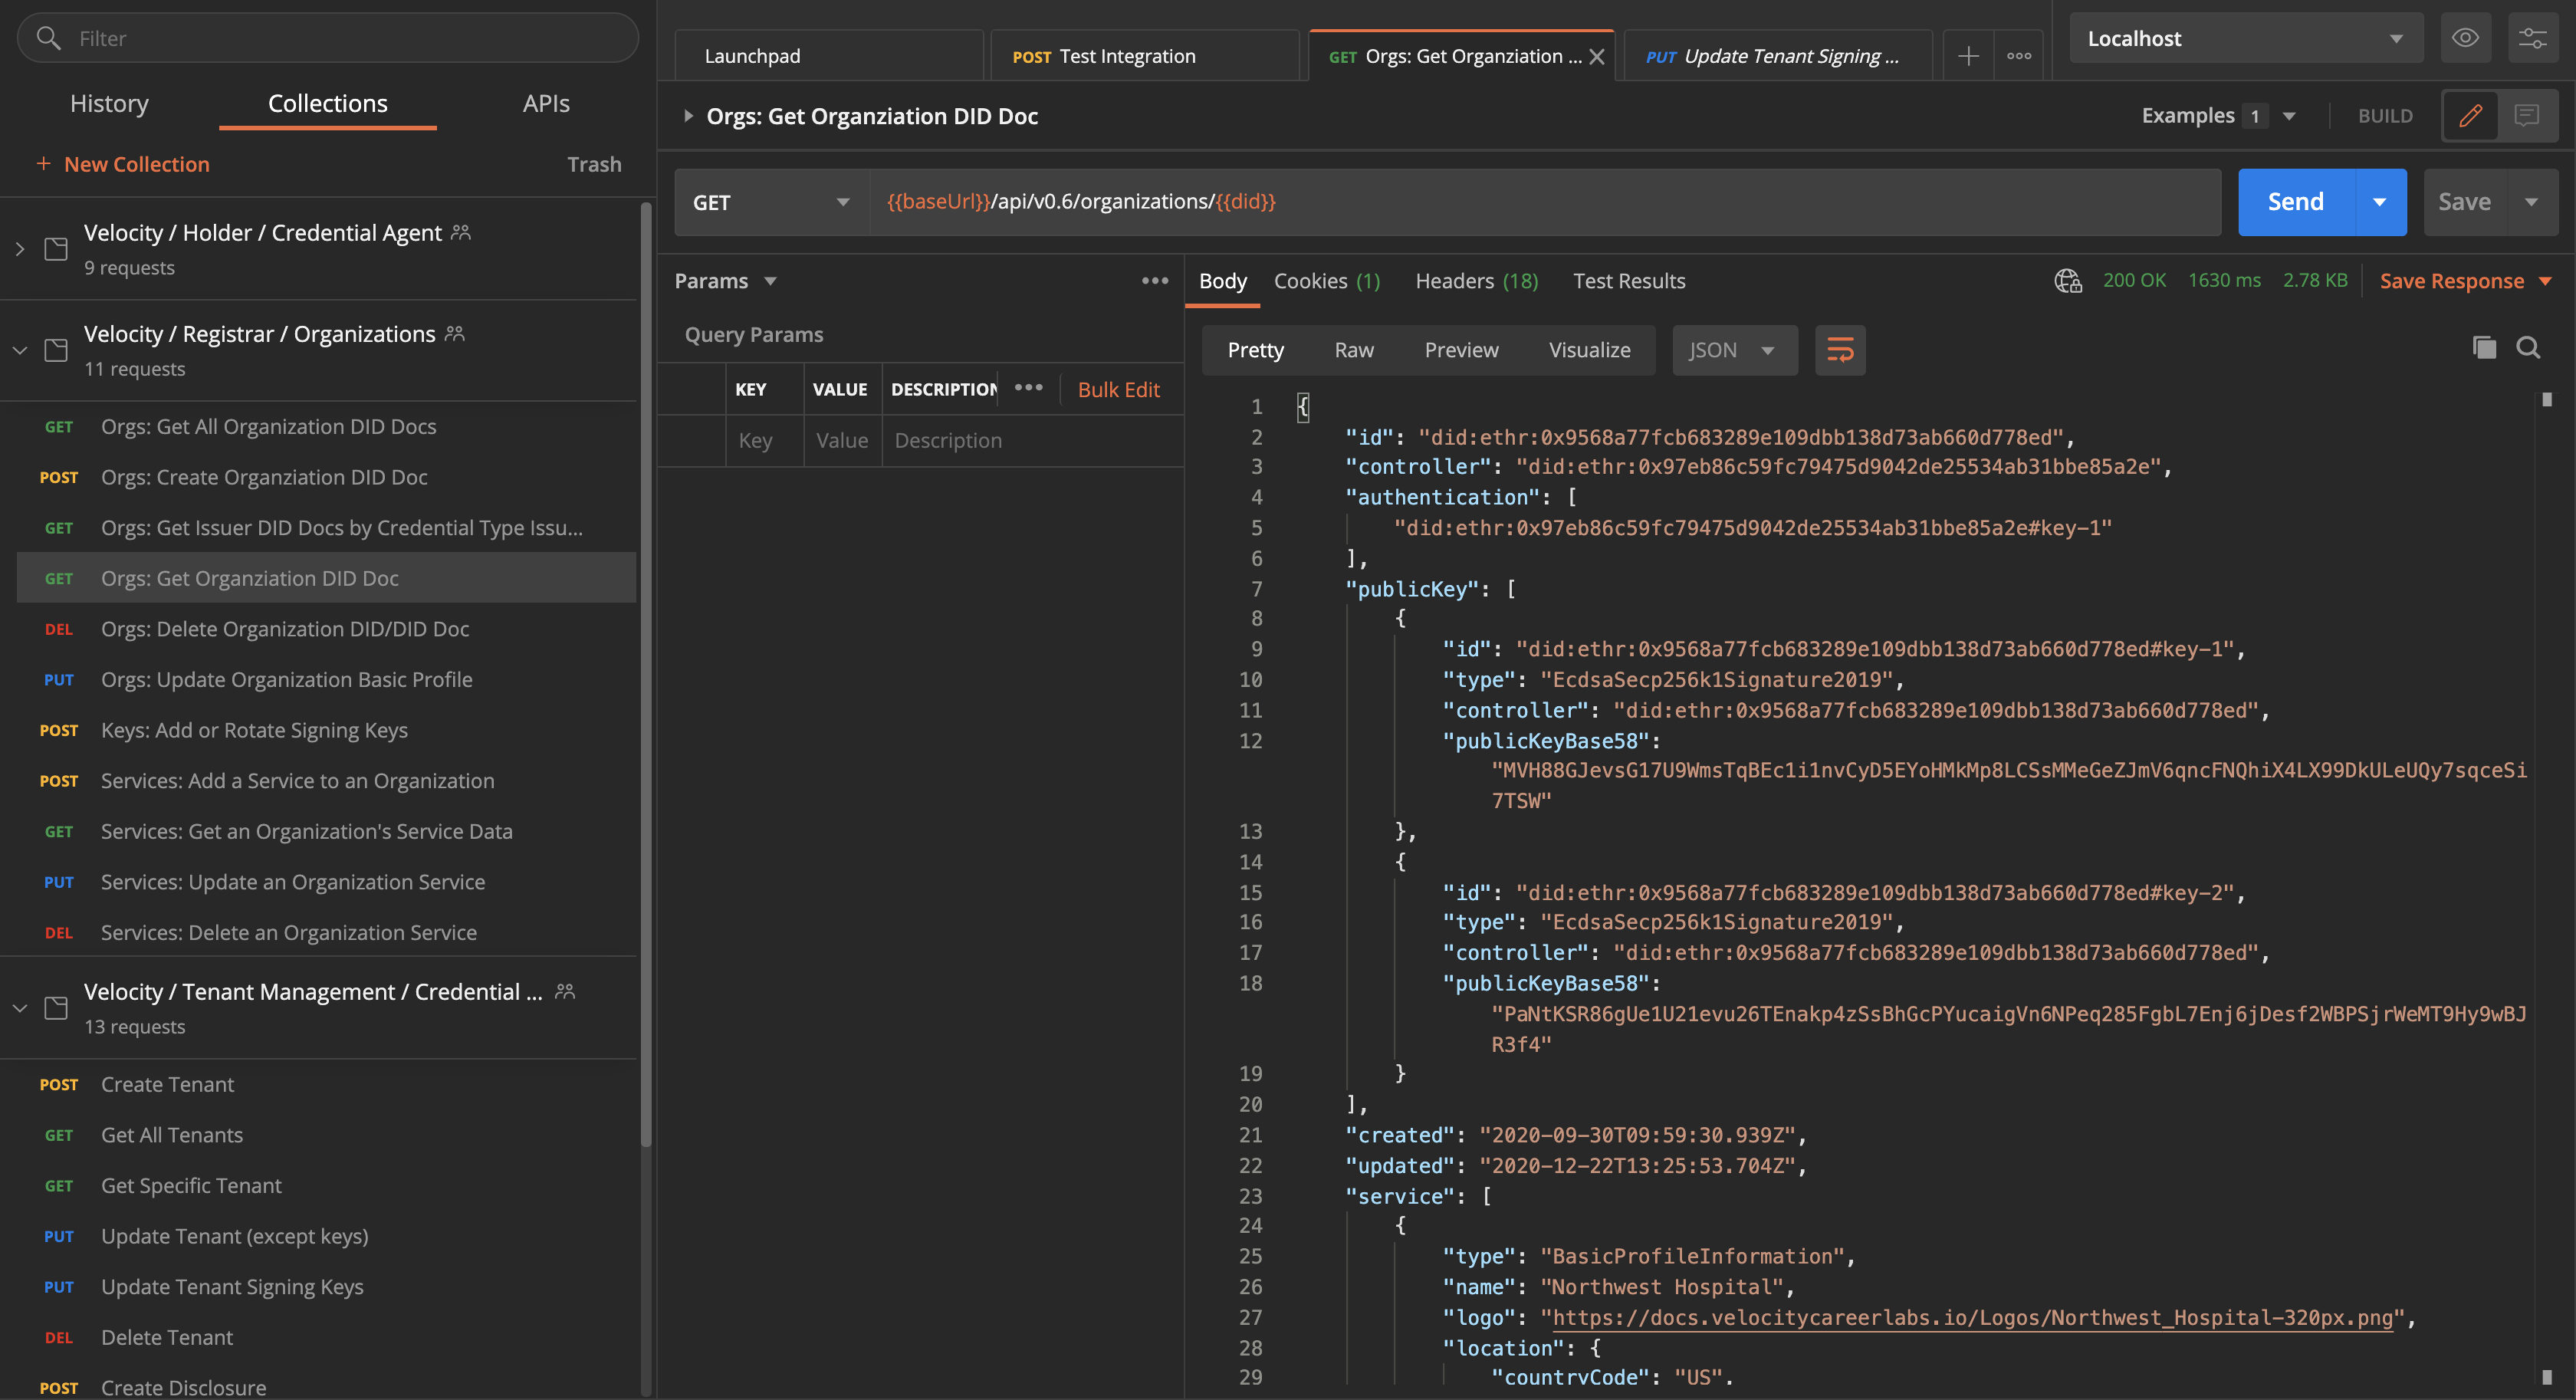 Filter
History Collections APIs
+ New Collection Trash
Velocity / Holder / Credential Agent
9 requests
Velocity / Registrar / Organizations
11 requests
GET Orgs: Get All Organization DID Docs
POST Orgs: Create Organziation DID Doc
GET Orgs: Get Issuer DID Docs by Credential Type Issu...
GET Orgs: Get Organziation DID Doc
DEL Orgs: Delete Organization DID/DID Doc
PUT Orgs: Update Organization Basic Profile
POST Keys: Add or Rotate Signing Keys
POST Services: Add a Service to an Organization
GET Services: Get an Organization's Service Data
PUT Services: Update an Organization Service
DEL Services: Delete an Organization Service
Velocity / Tenant Management / Credential ...
13 requests
POST Create Tenant
GET Get All Tenants
GET Get Specific Tenant
PUT Update Tenant (except keys)
PUT Update Tenant Signing Keys
DEL Delete Tenant
POST Create Disclosure
Launchpad POST Test Integration GET Orgs: Get Organziation ... PUT Update Tenant Signing ... Localhost
Orgs: Get Organziation DID Doc Examples 1 BUILD
GET {{baseUrl}}/api/v0.6/organizations/{{did}} Send Save
Params
Query Params
KEY VALUE DESCRIPTION Bulk Edit
Key Value Description
Body Cookies (1) Headers (18) Test Results 200 OK 1630 ms 2.78 KB Save Response
Pretty Raw Preview Visualize JSON
1 {
2 "id": "did:ethr:0x9568a77fcb683289e109dbb138d73ab660d778ed",
3 "controller": "did:ethr:0x97eb86c59fc79475d9042de25534ab31bbe85a2e",
4 "authentication": [
5 "did:ethr:0x97eb86c59fc79475d9042de25534ab31bbe85a2e#key-1"
6 ],
7 "publicKey": [
8 {
9 "id": "did:ethr:0x9568a77fcb683289e109dbb138d73ab660d778ed#key-1",
10 "type": "EcdsaSecp256k1Signature2019",
11 "controller": "did:ethr:0x9568a77fcb683289e109dbb138d73ab660d778ed",
12 "publicKeyBase58":
"MVH88GJevsG17U9WmsTqBEc1i1nvCyD5EYoHMkMp8LCSsMMeGeZJmV6qncFNQhiX4LX99DkULeUQy7sqceSi
7TSW"
13 },
14 {
15 "id": "did:ethr:0x9568a77fcb683289e109dbb138d73ab660d778ed#key-2",
16 "type": "EcdsaSecp256k1Signature2019",
17 "controller": "did:ethr:0x9568a77fcb683289e109dbb138d73ab660d778ed",
18 "publicKeyBase58":
"PaNtKSR86gUe1U21evu26TEnakp4zSsBhGcPYucaigVn6NPeq285FgbL7Enj6jDesf2WBPSjrWeMT9Hy9wBJ
R3f4"
19 }
20 ],
21 "created": "2020-09-30T09:59:30.939Z",
22 "updated": "2020-12-22T13:25:53.704Z",
23 "service": [
24 {
25 "type": "BasicProfileInformation",
26 "name": "Northwest Hospital",
27 "logo": "https://docs.velocitycareerlabs.io/Logos/Northwest_Hospital-320px.png",
28 "location": {
29 "countryCode": "US",